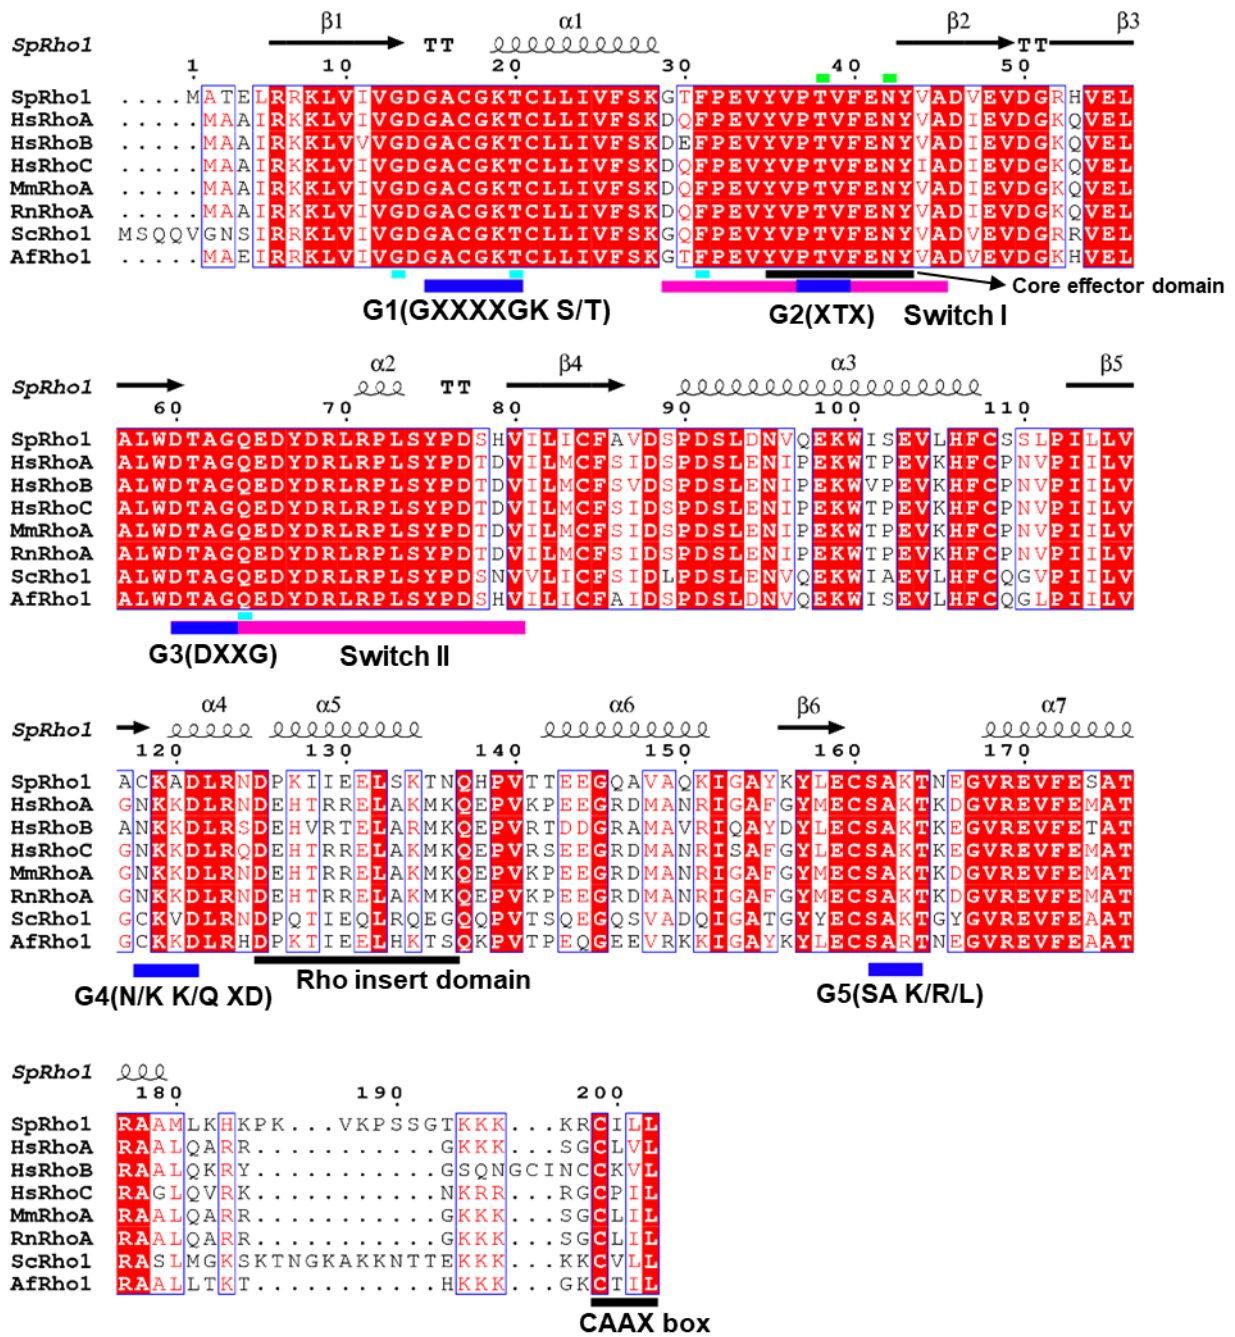 SpRho1 β1 TT α1 β2 TT β3
1 10 20 30 40 50
SpRho1 ....MATELRRKLVIVGDGACGKTCLLIVFSKGTFPEVYVPTVFENYVADVEVDGRHVEL
HsRhoA .....MAAIRKKLVIVGDGACGKTCLLIVFSKDQFPEVYVPTVFENYVADIEVDGKQVEL
HsRhoB .....MAAIRKKLVVVGDGACGKTCLLIVFSKDEFPEVYVPTVFENYVADIEVDGKQVEL
HsRhoC .....MAAIRKKLVIVGDGACGKTCLLIVFSKDQFPEVYVPTVFENYIADIEVDGKQVEL
MmRhoA .....MAAIRKKLVIVGDGACGKTCLLIVFSKDQFPEVYVPTVFENYVADIEVDGKQVEL
RnRhoA .....MAAIRKKLVIVGDGACGKTCLLIVFSKDQFPEVYVPTVFENYVADIEVDGKQVEL
ScRho1 MSQQVGNSIRRKLVIVGDGACGKTCLLIVFSKGQFPEVYVPTVFENYVADVEVDGRRVEL
AfRho1 .....MAEIRRKLVIVGDGACGKTCLLIVFSKGTFPEVYVPTVFENYVADVEVDGKHVEL
Core effector domain
G1(GXXXXGK S/T) G2(XTX) Switch I
SpRho1 α2 TT β4 α3 β5
60 70 80 90 100 110
SpRho1 ALWDTAGQEDYDRLRPLSYPDSHVILICFAVDSPDSLDNVQEKWISEVLHFCSSLPILLV
HsRhoA ALWDTAGQEDYDRLRPLSYPDTDVILMCFSIDSPDSLENIPEKWTPEVKHFCPNVPIILV
HsRhoB ALWDTAGQEDYDRLRPLSYPDTDVILMCFSVDSPDSLENIPEKWVPEVKHFCPNVPIILV
HsRhoC ALWDTAGQEDYDRLRPLSYPDTDVILMCFSIDSPDSLENIPEKWTPEVKHFCPNVPIILV
MmRhoA ALWDTAGQEDYDRLRPLSYPDTDVILMCFSIDSPDSLENIPEKWTPEVKHFCPNVPIILV
RnRhoA ALWDTAGQEDYDRLRPLSYPDTDVILMCFSIDSPDSLENIPEKWTPEVKHFCPNVPIILV
ScRho1 ALWDTAGQEDYDRLRPLSYPDSNVVLICFSIDLPDSLENVQEKWIAEVLHFCQGVPIILV
AfRho1 ALWDTAGQEDYDRLRPLSYPDSHVILICFAIDSPDSLDNVQEKWISEVLHFCQGLPIILV
G3(DXXG) Switch II
SpRho1 α4 α5 α6 β6 α7
120 130 140 150 160 170
SpRho1 ACKADLRNDPKTIEELSKTNQHPVTTEEGQAVAQKIGAYKYLECSAKTNEGVREVFESAT
HsRhoA GNKKDLRNDEHTRRELAKMKQEPVKPEEGRDMANRIGAFGYMECSAKTKDGVREVFEMAT
HsRhoB ANKKDLRSDEHVRTELARMKQEPVRTDDGRAMAVRIQAYDYLECSAKTKEGVREVFETAT
HsRhoC GNKKDLRQDEHTRRELAKMKQEPVRSEEGRDMANRISAFGYLECSAKTKEGVREVFEMAT
MmRhoA GNKKDLRNDEHTRRELAKMKQEPVKPEEGRDMANRIGAFGYMECSAKTKDGVREVFEMAT
RnRhoA GNKKDLRNDEHTRRELAKMKQEPVKPEEGRDMANRIGAFGYMECSAKTKDGVREVFEMAT
ScRho1 GCKVDLRNDPQTIEQLRQEGQQPVTSQEGQSVADQIGATGYYECSAKTGYGVREVFEAAT
AfRho1 GCKKDLRHDPKTIEELHKTSQKPVTPEQGEEVRKKIGAYKYLECSARTNEGVREVFEAAT
G4(N/K K/Q XD) Rho insert domain G5(SA K/R/L)
SpRho1
180 190 200
SpRho1 RAAMLKHKPK...VKPSSGTKKK...KRCILL
HsRhoA RAALQARR...........GKKK...SGCLVL
HsRhoB RAALQKRY...........GSQNGCINCCKVL
HsRhoC RAGLQVRK...........NKRR...RGCPIL
MmRhoA RAALQARR...........GKKK...SGCLIL
RnRhoA RAALQARR...........GKKK...SGCLIL
ScRho1 RASLMGKSKTNGKAKKNTTEKKK...KKCVLL
AfRho1 RAALLTKT...........HKKK...GKCTIL
CAAX box